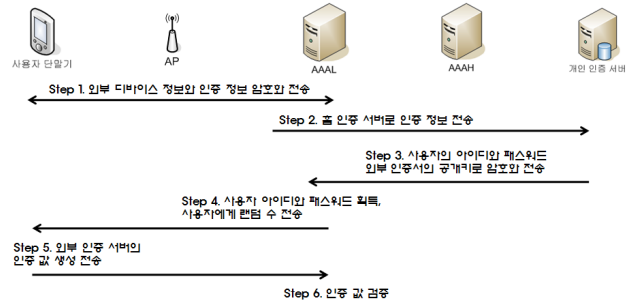 사용자 단말기
AP
AAAL
AAAH
개인 인증 서버
Step 1. 외부 디바이스 정보와 인증 정보 암호화 전송
Step 2. 홈 인증 서버로 인증 정보 전송
Step 3. 사용자의 아이디와 패스워드
외부 인증서의 공개키로 암호화 전송
Step 4. 사용자 아이디와 패스워드 획득,
사용자에게 랜덤 수 전송
Step 5. 외부 인증 서버의
인증 값 생성 전송
Step 6. 인증 값 검증